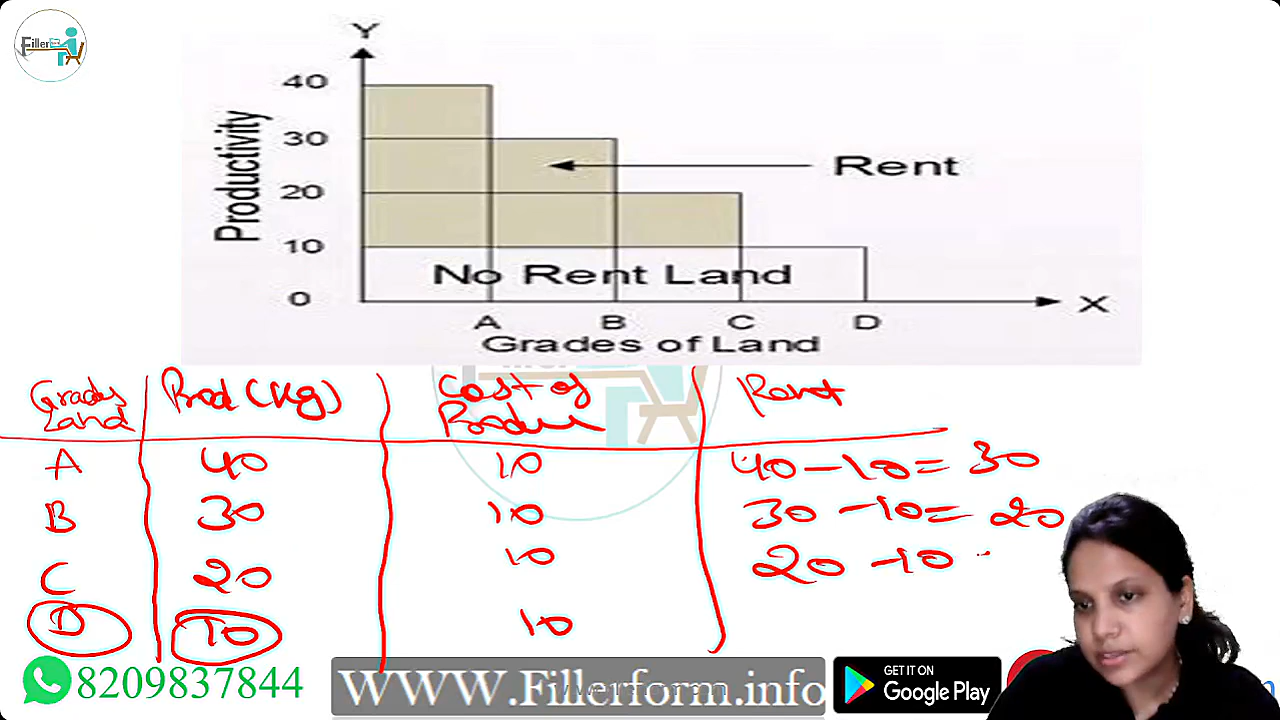 Filler
Y
40
30
20
10
0
Productivity
Rent
No Rent Land
A B C D
X
Grades of Land
Grades Land Prod (Kg) Cost of Rent
A 40 10 40-10=30
B 30 10 30-10=20
C 20 10 20-10
D 10 10
8209837844
www.Fillerform.info
GET IT ON
Google Play